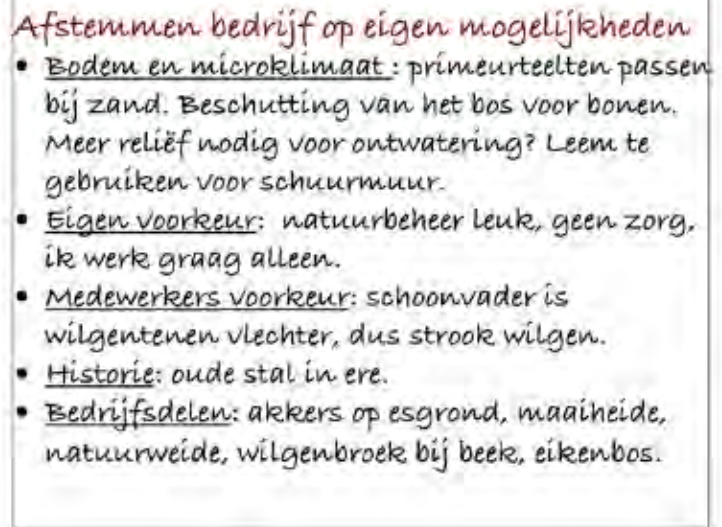 Afstemmen bedrijf op eigen mogelijkheden
• Bodem en microklimaat : primeurteelten passen
bij zand. Beschutting van het bos voor bonen.
Meer reliëf nodig voor ontwatering? Leem te
gebruiken voor schuurmuur.
• Eigen voorkeur: natuurbeheer leuk, geen zorg,
ik werk graag alleen.
• Medewerkers voorkeur: schoonvader is
wilgentenen vlechter, dus strook wilgen.
• Historie: oude stal in ere.
• Bedrijfsdelen: akkers op esgrond, maaiheide,
natuurweide, wilgenbroek bij beek, eikenbos.